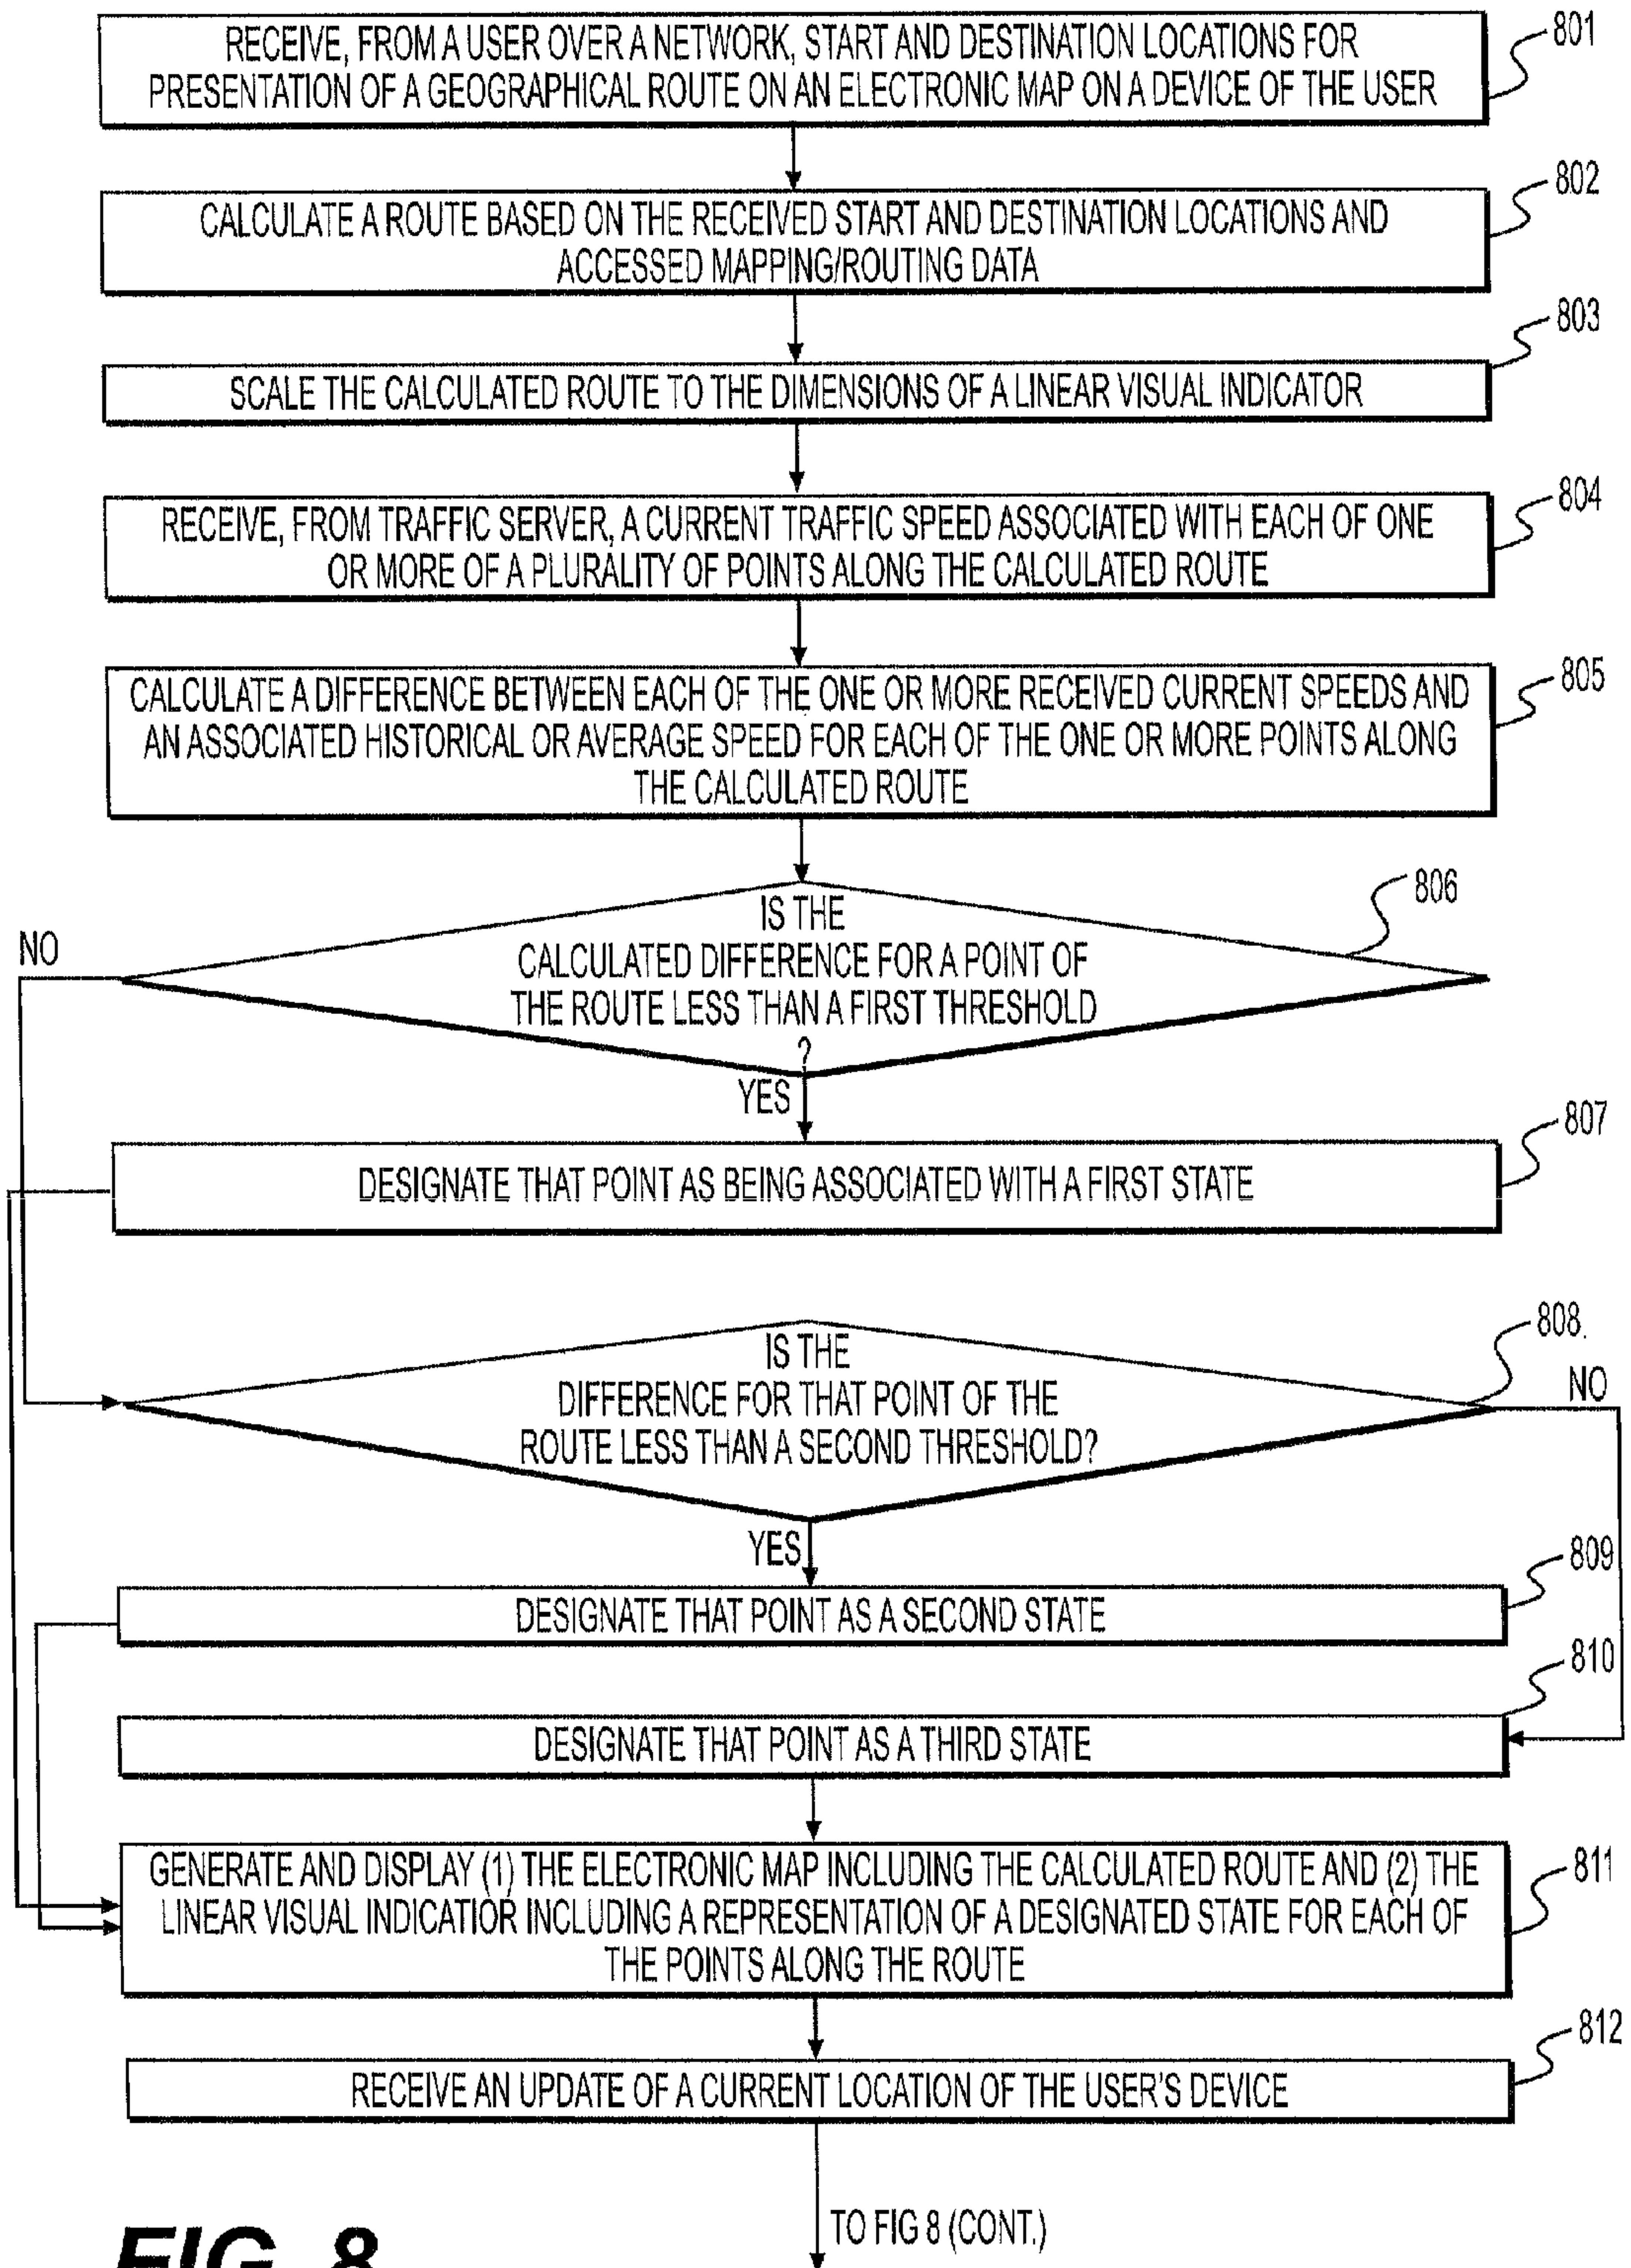 RECEIVE, FROM A USER OVER A NETWORK, START AND DESTINATION LOCATIONS FOR
PRESENTATION OF A GEOGRAPHICAL ROUTE ON AN ELECTRONIC MAP ON A DEVICE OF THE USER
801
CALCULATE A ROUTE BASED ON THE RECEIVED START AND DESTINATION LOCATIONS AND
ACCESSED MAPPING/ROUTING DATA
802
SCALE THE CALCULATED ROUTE TO THE DIMENSIONS OF A LINEAR VISUAL INDICATOR
803
RECEIVE, FROM TRAFFIC SERVER, A CURRENT TRAFFIC SPEED ASSOCIATED WITH EACH OF ONE
OR MORE OF A PLURALITY OF POINTS ALONG THE CALCULATED ROUTE
804
CALCULATE A DIFFERENCE BETWEEN EACH OF THE ONE OR MORE RECEIVED CURRENT SPEEDS AND
AN ASSOCIATED HISTORICAL OR AVERAGE SPEED FOR EACH OF THE ONE OR MORE POINTS ALONG
THE CALCULATED ROUTE
805
IS THE
CALCULATED DIFFERENCE FOR A POINT OF
THE ROUTE LESS THAN A FIRST THRESHOLD
?
806
NO
YES
DESIGNATE THAT POINT AS BEING ASSOCIATED WITH A FIRST STATE
807
IS THE
DIFFERENCE FOR THAT POINT OF THE
ROUTE LESS THAN A SECOND THRESHOLD?
808.
NO
YES
DESIGNATE THAT POINT AS A SECOND STATE
809
DESIGNATE THAT POINT AS A THIRD STATE
810
GENERATE AND DISPLAY (1) THE ELECTRONIC MAP INCLUDING THE CALCULATED ROUTE AND (2) THE
LINEAR VISUAL INDICATIOR INCLUDING A REPRESENTATION OF A DESIGNATED STATE FOR EACH OF
THE POINTS ALONG THE ROUTE
811
RECEIVE AN UPDATE OF A CURRENT LOCATION OF THE USER'S DEVICE
812
TO FIG 8 (CONT.)
FIG. 8